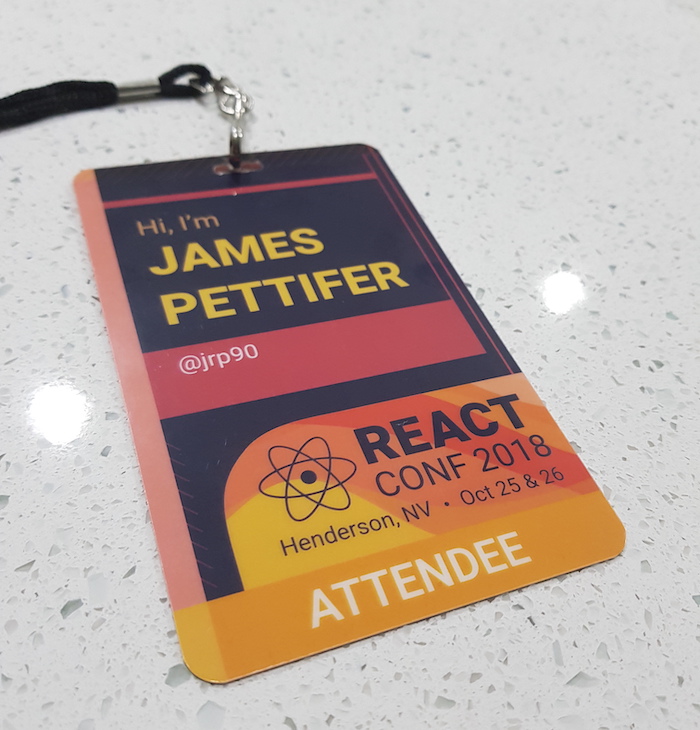 Hi, I'm
JAMES
PETTIFER
@jrp90
REACT
CONF 2018
Henderson, NV • Oct 25 & 26
ATTENDEE